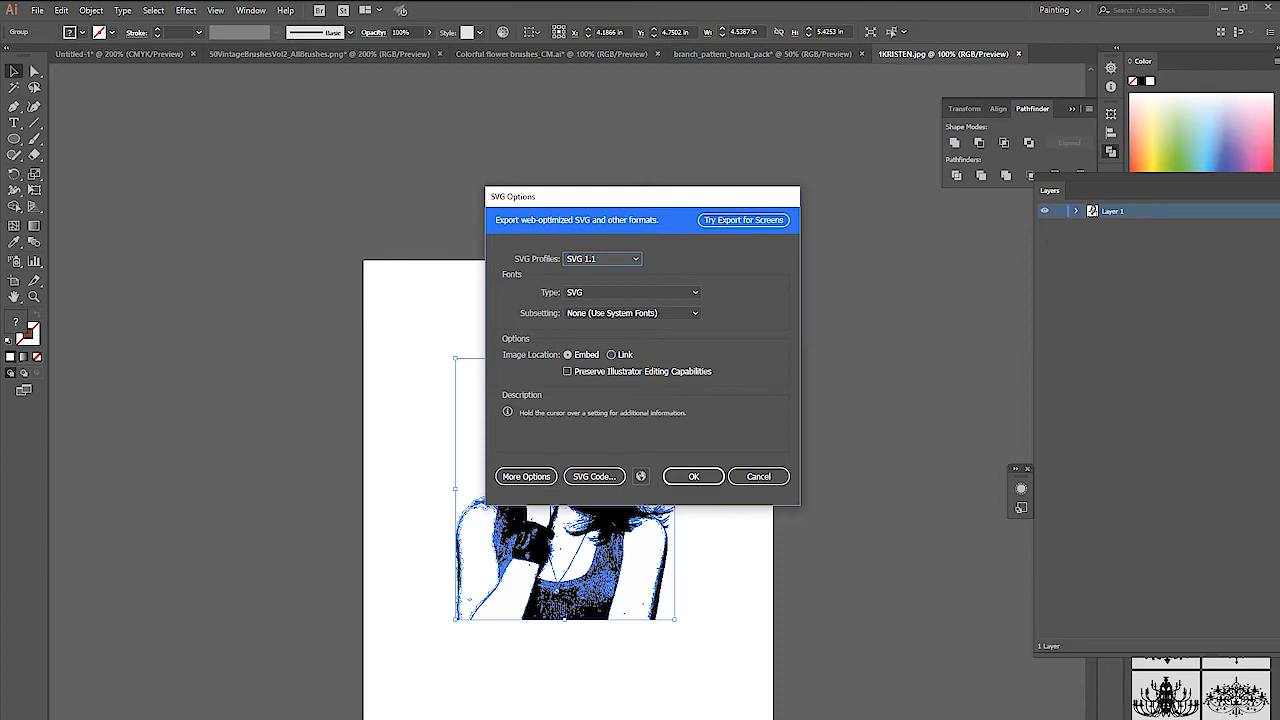 Ai File Edit Object Type Select Effect View Window Help Br St Painting Search Adobe Stock
Group ? Stroke: Basic Opacity: 100% Style: X: 4.1866 in Y: 4.7502 in W: 4.5387 in H: 5.4253 in
Untitled-1* @ 200% (CMYK/Preview) × 50VintageBrushesVol2_AllBrushes.png* @ 200% (RGB/Preview) × Colorful flower brushes_CM.ai* @ 100% (RGB/Preview) × branch_pattern_brush_pack* @ 50% (RGB/Preview) × 1KRISTEN.jpg @ 100% (RGB/Preview) ×
Color
Transform Align Pathfinder
Shape Modes:
Expand
Pathfinders:
Layers
Layer 1
SVG Options
Export web-optimized SVG and other formats. Try Export for Screens
SVG Profiles: SVG 1.1
Fonts
Type: SVG
Subsetting: None (Use System Fonts)
Options
Image Location: Embed Link
Preserve Illustrator Editing Capabilities
Description
Hold the cursor over a setting for additional information.
More Options SVG Code... OK Cancel
?
1 Layer